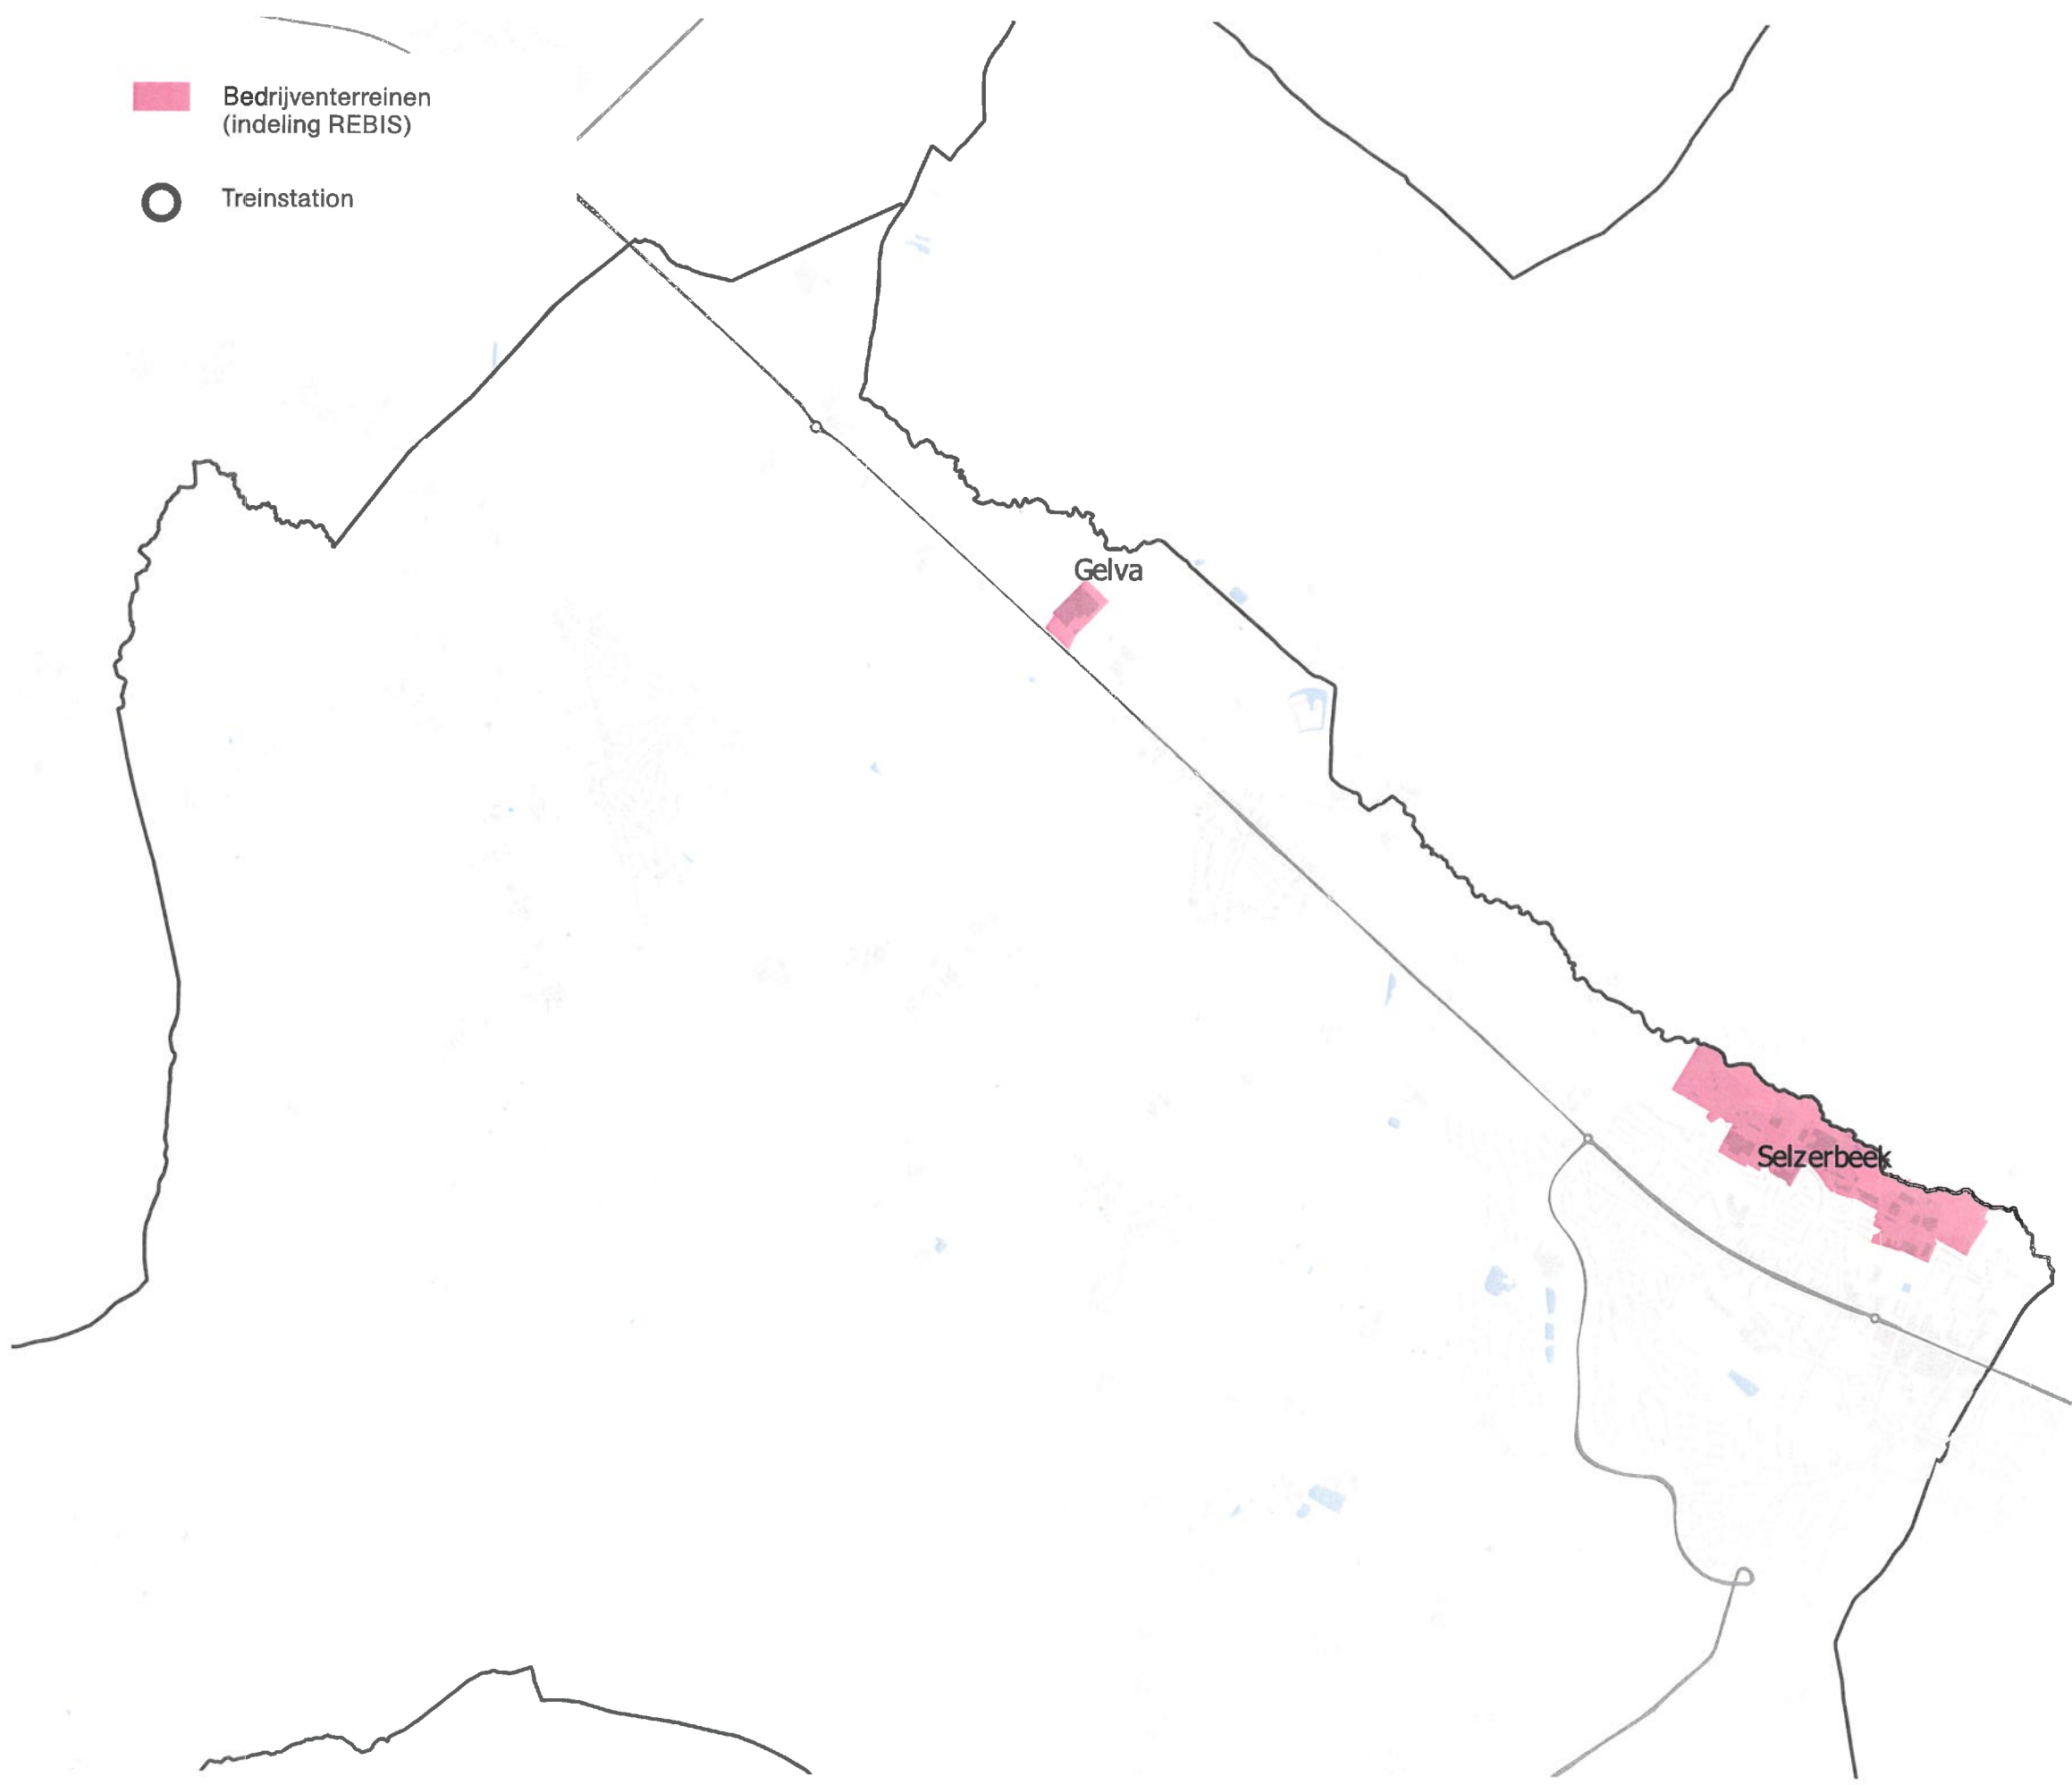 Bedrijventerreinen
(indeling REBIS)
Treinstation
Gelva
Selzerbeek